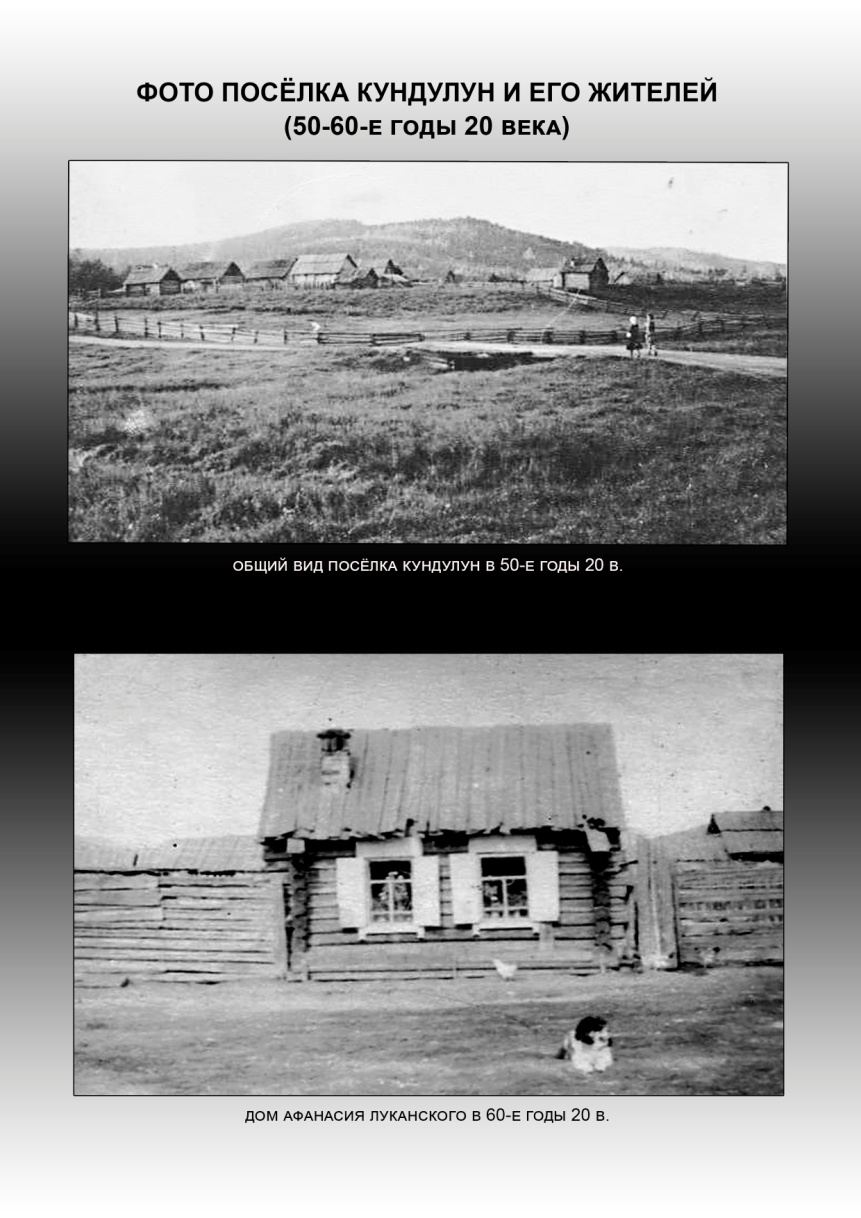 ФОТО ПОСЁЛКА КУНДУЛУН И ЕГО ЖИТЕЛЕЙ
(50-60-Е ГОДЫ 20 ВЕКА)
ОБЩИЙ ВИД ПОСЁЛКА КУНДУЛУН В 50-Е ГОДЫ 20 В.
ДОМ АФАНАСИЯ ЛУКАНСКОГО В 60-Е ГОДЫ 20 В.